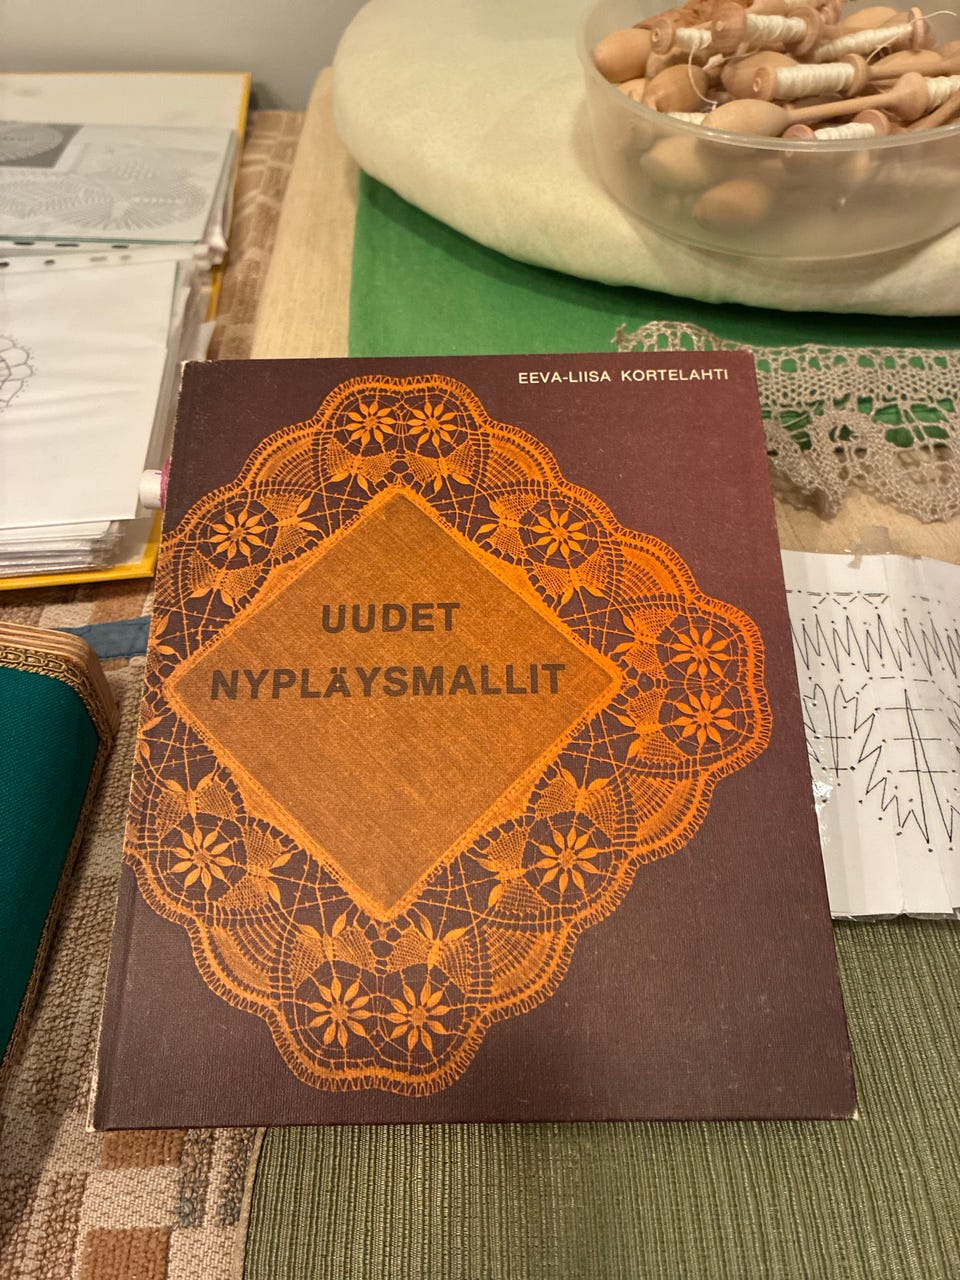 EEVA-LIISA KORTELAHTI
UUDET
NYPLÄYSMALLIT